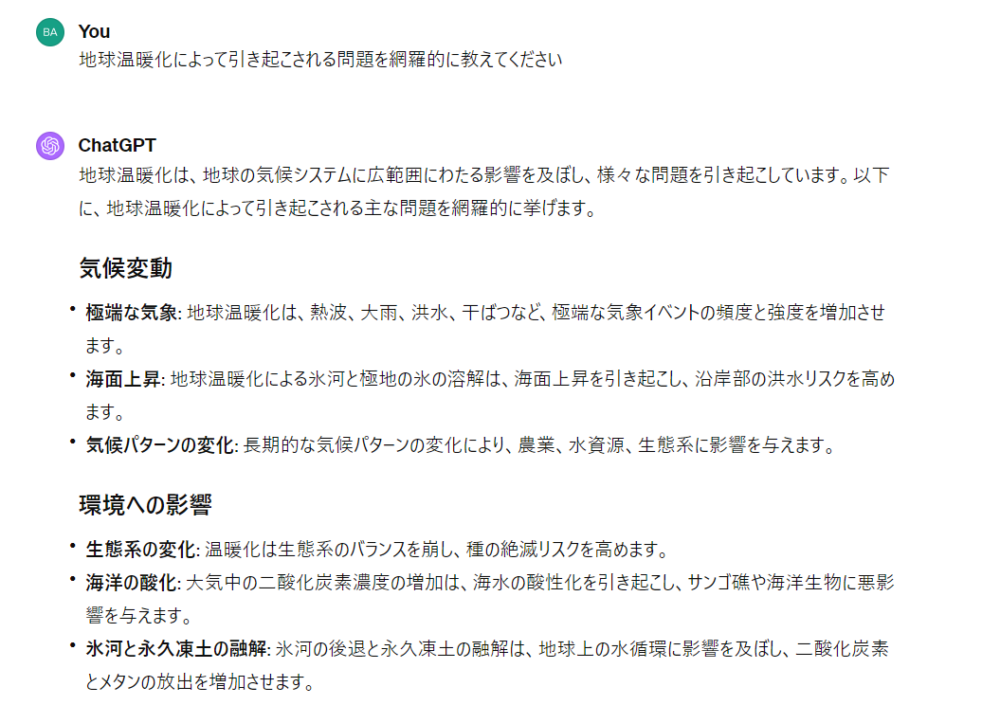 BA
You
地球温暖化によって引き起こされる問題を網羅的に教えてください
ChatGPT
地球温暖化は、地球の気候システムに広範囲にわたる影響を及ぼし、様々な問題を引き起こしています。以下
に、地球温暖化によって引き起こされる主な問題を網羅的に挙げます。
気候変動
• 極端な気象: 地球温暖化は、熱波、大雨、洪水、干ばつなど、極端な気象イベントの頻度と強度を増加させ
ます。
• 海面上昇: 地球温暖化による氷河と極地の氷の溶解は、海面上昇を引き起こし、沿岸部の洪水リスクを高め
ます。
• 気候パターンの変化: 長期的な気候パターンの変化により、農業、水資源、生態系に影響を与えます。
環境への影響
• 生態系の変化: 温暖化は生態系のバランスを崩し、種の絶滅リスクを高めます。
• 海洋の酸化: 大気中の二酸化炭素濃度の増加は、海水の酸性化を引き起こし、サンゴ礁や海洋生物に悪影
響を与えます。
• 氷河と永久凍土の融解: 氷河の後退と永久凍土の融解は、地球上の水循環に影響を及ぼし、二酸化炭素
とメタンの放出を増加させます。